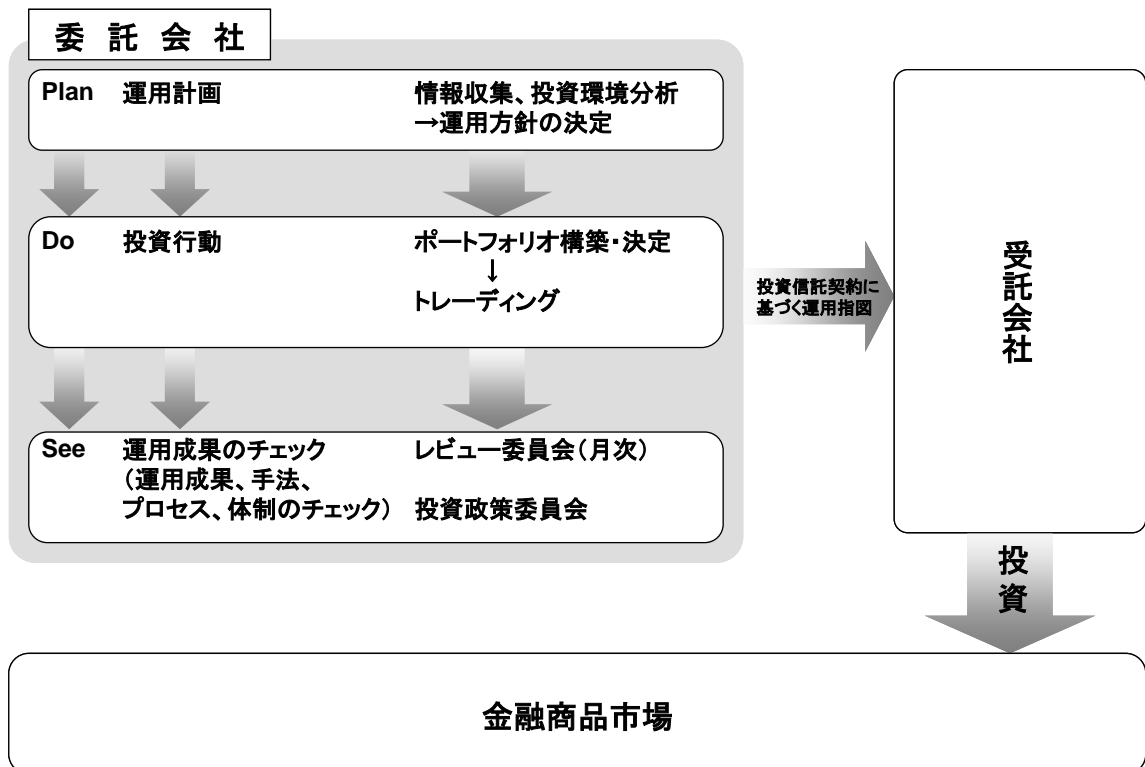 委託会社
Plan 運用計画 情報収集、投資環境分析
→運用方針の決定
Do 投資行動 ポートフォリオ構築・決定
↓
トレーディング
See 運用成果のチェック レビュー委員会(月次)
(運用成果、手法、
プロセス、体制のチェック) 投資政策委員会
投資信託契約に
基づく運用指図
受託会社
投資
金融商品市場